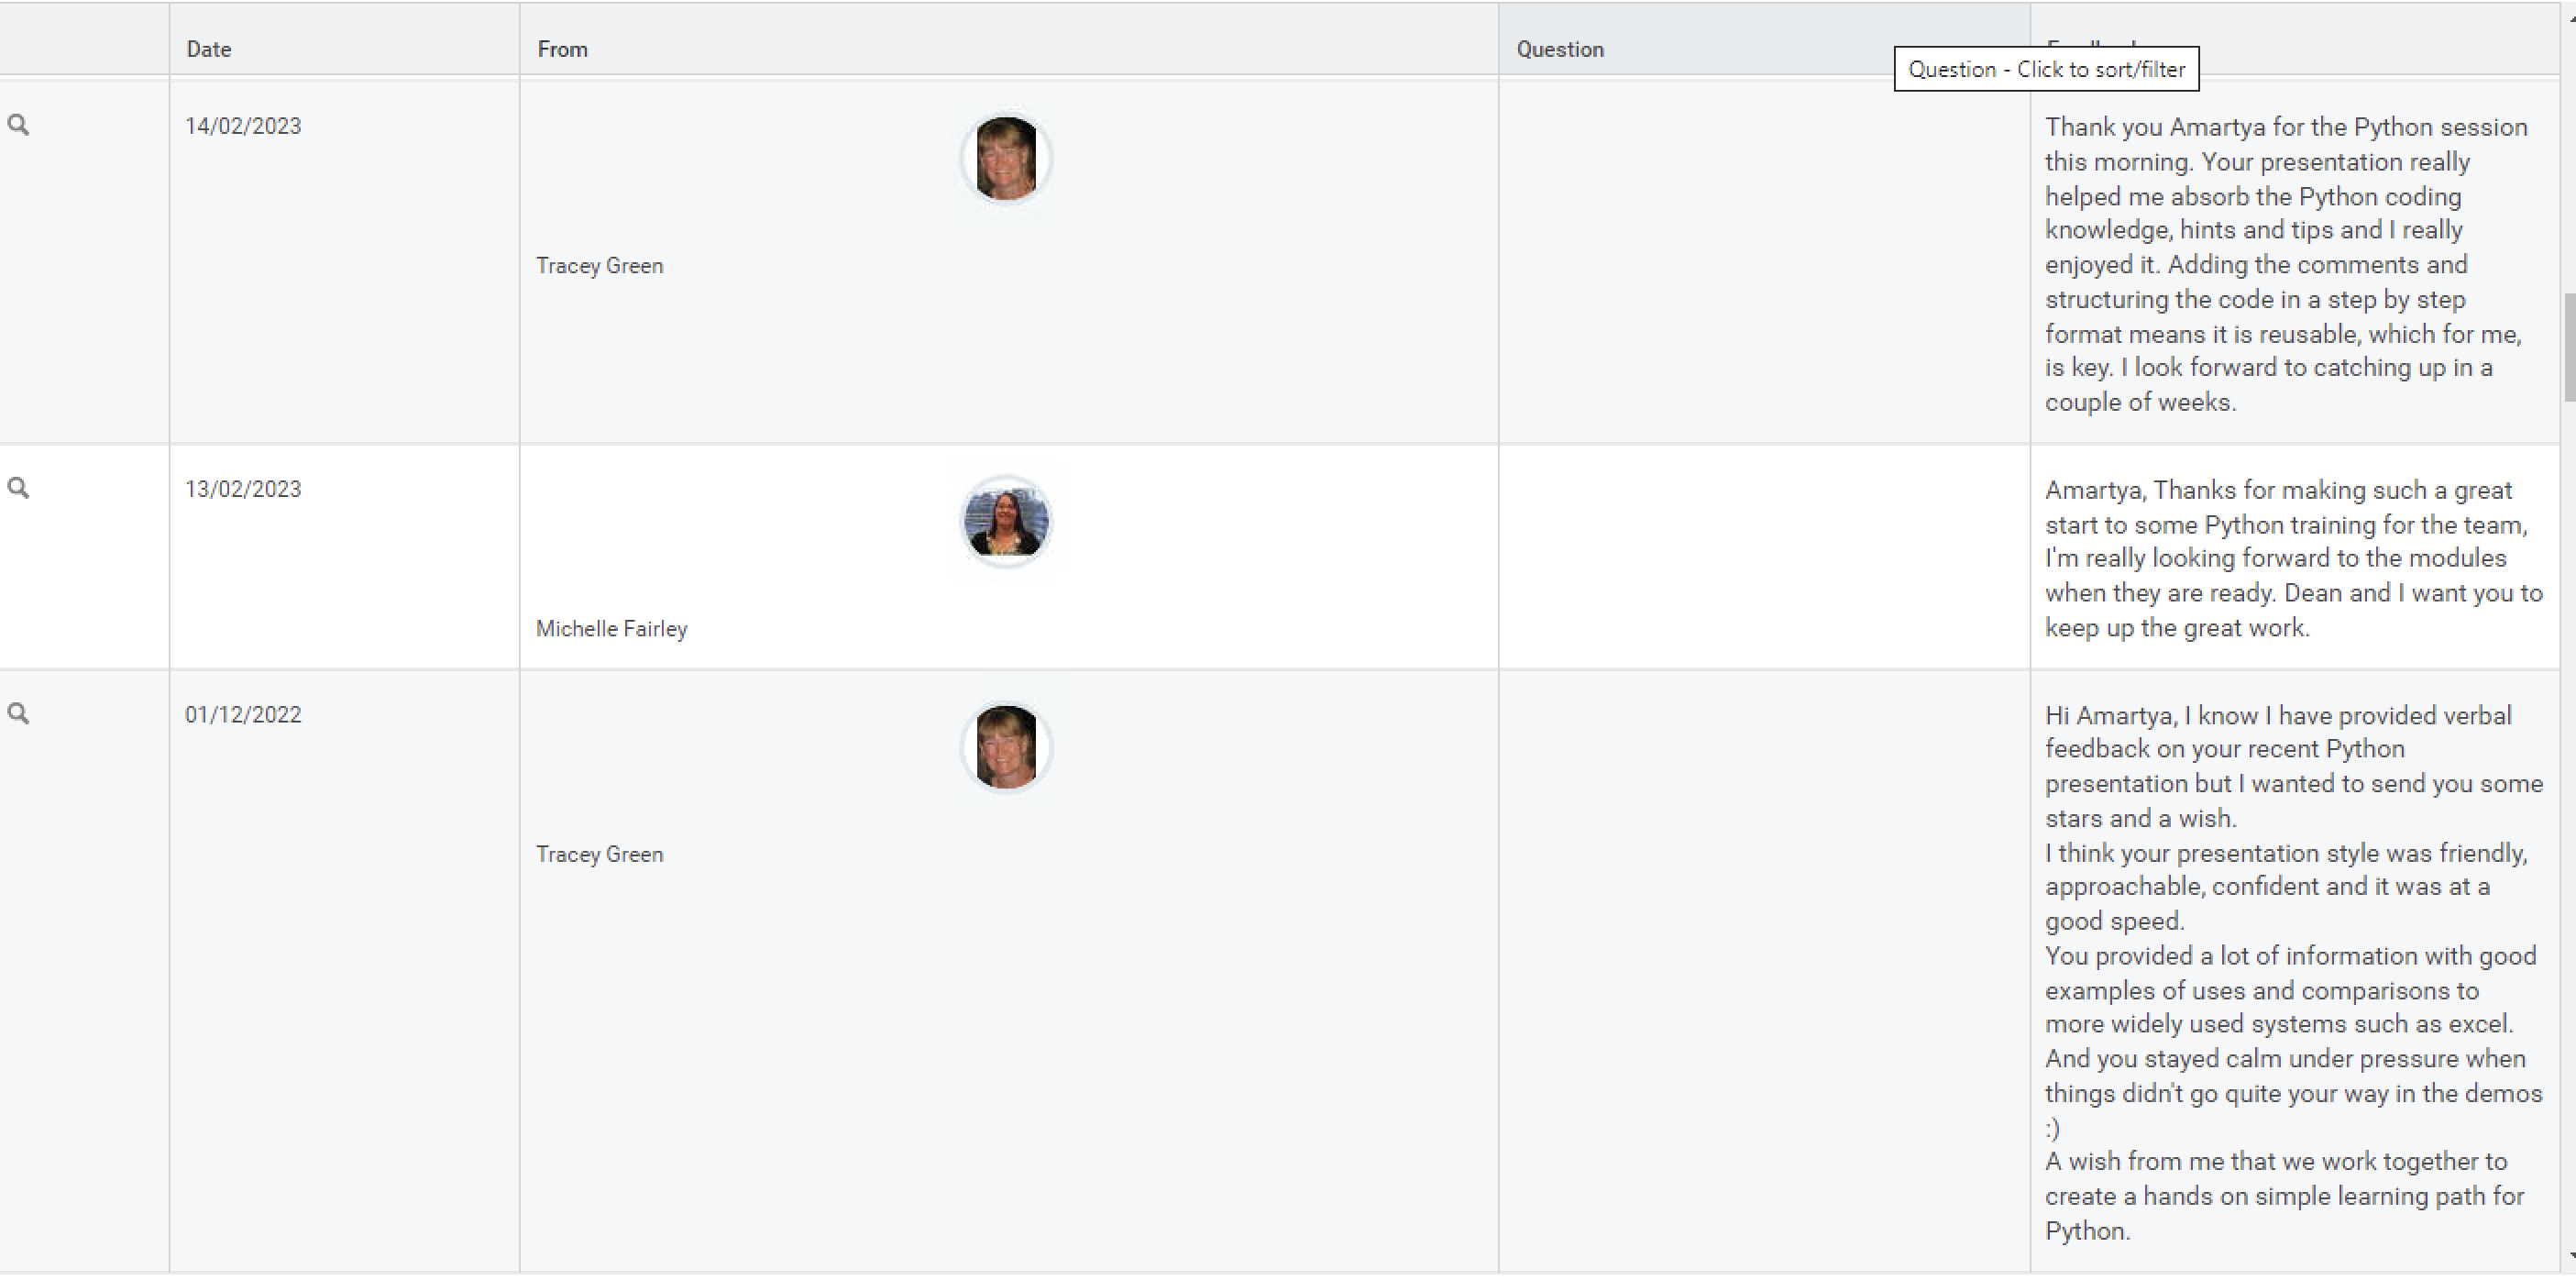 Date
From
Question
Question - Click to sort/filter
14/02/2023
Tracey Green
Thank you Amartya for the Python session
this morning. Your presentation really
helped me absorb the Python coding
knowledge, hints and tips and I really
enjoyed it. Adding the comments and
structuring the code in a step by step
format means it is reusable, which for me,
is key. I look forward to catching up in a
couple of weeks.
13/02/2023
Michelle Fairley
Amartya, Thanks for making such a great
start to some Python training for the team,
I'm really looking forward to the modules
when they are ready. Dean and I want you to
keep up the great work.
01/12/2022
Tracey Green
Hi Amartya, I know I have provided verbal
feedback on your recent Python
presentation but I wanted to send you some
stars and a wish.
I think your presentation style was friendly,
approachable, confident and it was at a
good speed.
You provided a lot of information with good
examples of uses and comparisons to
more widely used systems such as excel.
And you stayed calm under pressure when
things didn't go quite your way in the demos
:)
A wish from me that we work together to
create a hands on simple learning path for
Python.